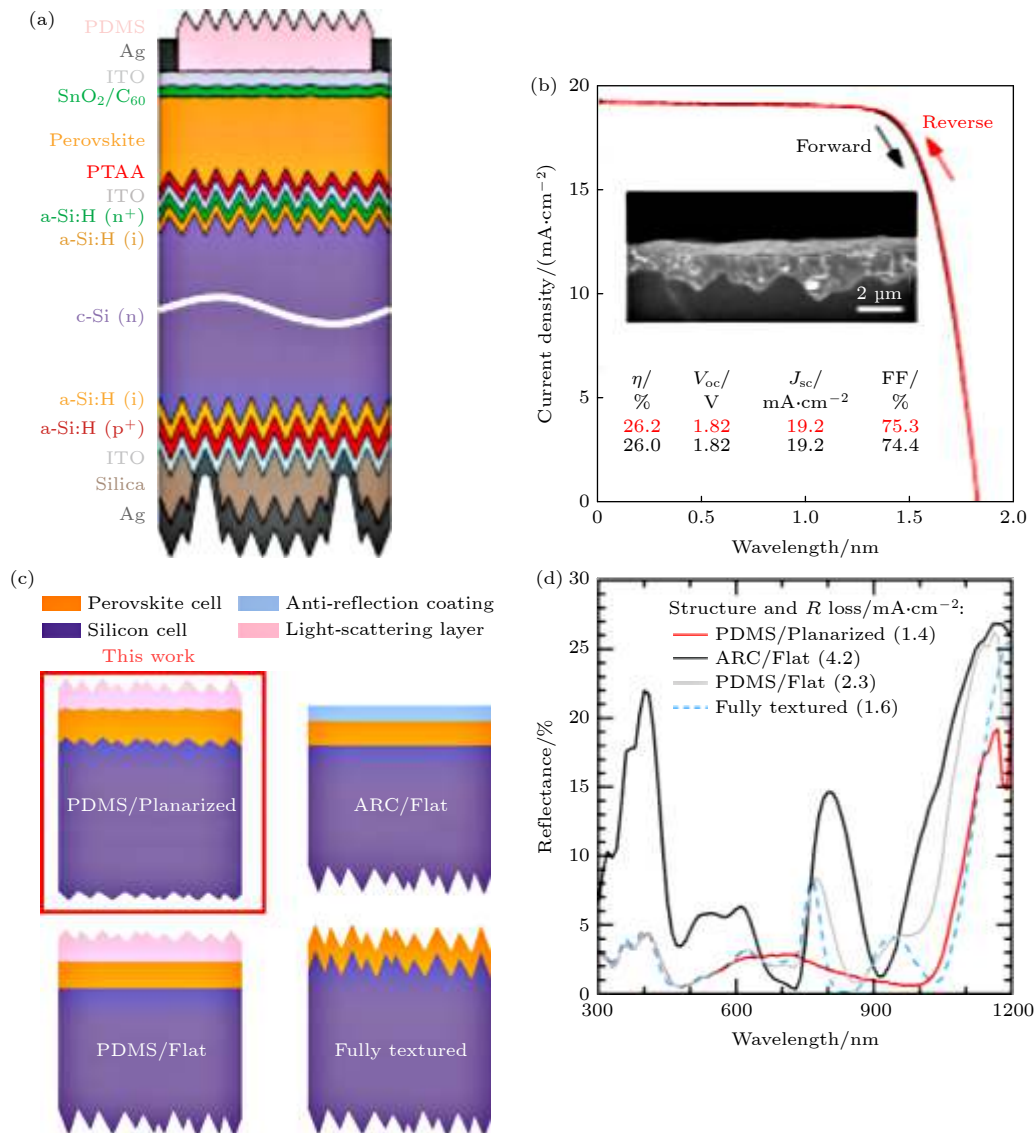 (a)
PDMS
Ag
ITO
SnO₂/C₆₀
Perovskite
PTAA
ITO
a-Si:H (n⁺)
a-Si:H (i)
c-Si (n)
a-Si:H (i)
a-Si:H (p⁺)
ITO
Silica
Ag
(b)
20
15
10
5
0
Current density/(mA·cm⁻²)
Reverse
Forward
2 µm
η/ Vₒc/ Jsc/ FF/
% V mA·cm⁻² %
26.2 1.82 19.2 75.3
26.0 1.82 19.2 74.4
0 0.5 1.0 1.5 2.0
Wavelength/nm
(c)
Perovskite cell Anti-reflection coating
Silicon cell Light-scattering layer
This work
PDMS/Planarized
ARC/Flat
PDMS/Flat
Fully textured
(d)
30
25
20
15
10
5
0
Reflectance/%
Structure and R loss/mA·cm⁻²:
PDMS/Planarized (1.4)
ARC/Flat (4.2)
PDMS/Flat (2.3)
Fully textured (1.6)
300 600 900 1200
Wavelength/nm